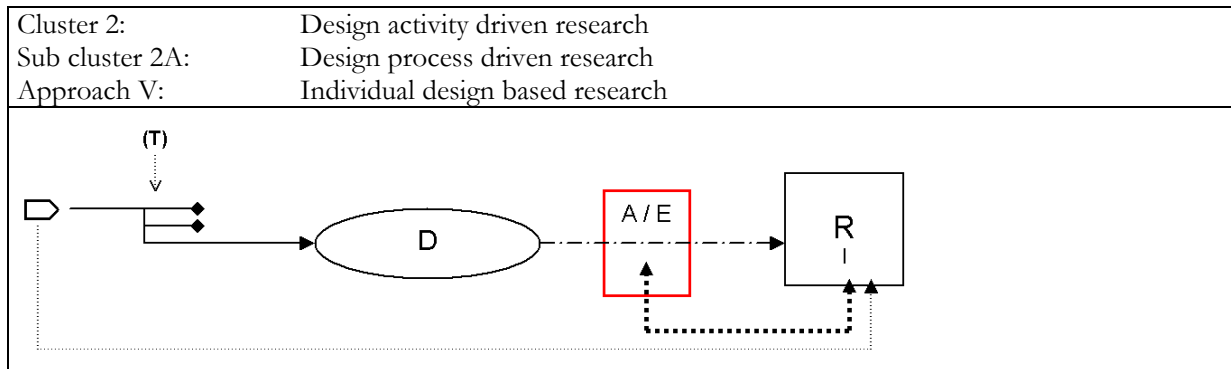 Cluster 2: Design activity driven research
Sub cluster 2A: Design process driven research
Approach V: Individual design based research
(T)
A / E
D
R
I